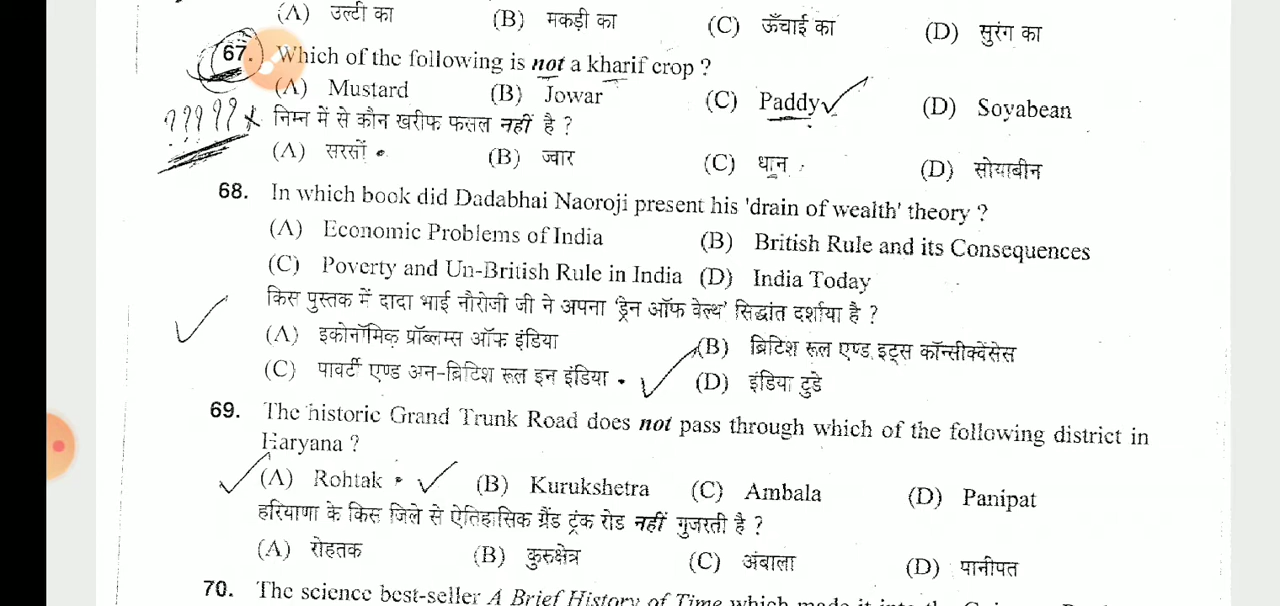 (A) उल्टी का (B) मकड़ी का (C) ऊँचाई का (D) सुरंग का
67. Which of the following is not a kharif crop ?
(A) Mustard (B) Jowar (C) Paddy (D) Soyabean
????? निम्न में से कौन खरीफ फसल नहीं है ?
(A) सरसों (B) ज्वार (C) धान (D) सोयाबीन
68. In which book did Dadabhai Naoroji present his 'drain of wealth' theory ?
(A) Economic Problems of India (B) British Rule and its Consequences
(C) Poverty and Un-British Rule in India (D) India Today
किस पुस्तक में दादा भाई नौरोजी जी ने अपना 'ड्रेन ऑफ वेल्थ' सिद्धांत दर्शाया है ?
(A) इकोनॉमिक प्रॉब्लम्स ऑफ इंडिया (B) ब्रिटिश रूल एण्ड इट्स कॉन्सीक्वेंसेस
(C) पावर्टी एण्ड अन-ब्रिटिश रूल इन इंडिया (D) इंडिया टुडे
69. The historic Grand Trunk Road does not pass through which of the following district in
Haryana ?
(A) Rohtak (B) Kurukshetra (C) Ambala (D) Panipat
हरियाणा के किस जिले से ऐतिहासिक ग्रैंड ट्रंक रोड नहीं गुजरती है ?
(A) रोहतक (B) कुरुक्षेत्र (C) अंबाला (D) पानीपत
70. The science best-seller A Brief History of Time which made it into the